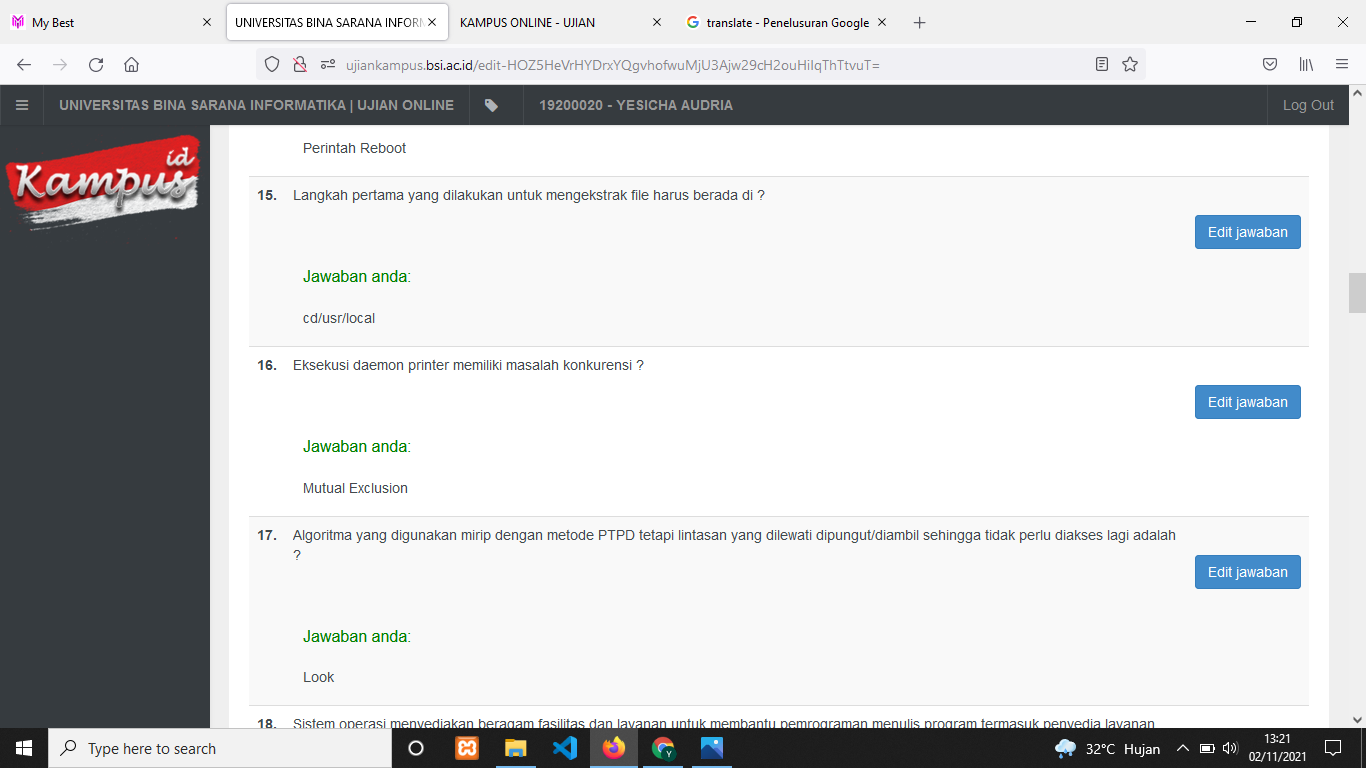 My Best
UNIVERSITAS BINA SARANA INFORM
KAMPUS ONLINE - UJIAN
translate - Penelusuran Google
ujiankampus.bsi.ac.id/edit-HOZ5HeVrHYDrxYQgvhofwuMjU3Ajw29cH2ouHiIqThTtvuT=
UNIVERSITAS BINA SARANA INFORMATIKA | UJIAN ONLINE
19200020 - YESICHA AUDRIA
Log Out
Kampus id
Perintah Reboot
15. Langkah pertama yang dilakukan untuk mengekstrak file harus berada di ?
Edit jawaban
Jawaban anda:
cd/usr/local
16. Eksekusi daemon printer memiliki masalah konkurensi ?
Edit jawaban
Jawaban anda:
Mutual Exclusion
17. Algoritma yang digunakan mirip dengan metode PTPD tetapi lintasan yang dilewati dipungut/diambil sehingga tidak perlu diakses lagi adalah
?
Edit jawaban
Jawaban anda:
Look
18. Sistem operasi menyediakan beragam fasilitas dan layanan untuk membantu pemrograman menulis program termasuk penyedia layanan
Type here to search
32°C Hujan
13:21
02/11/2021